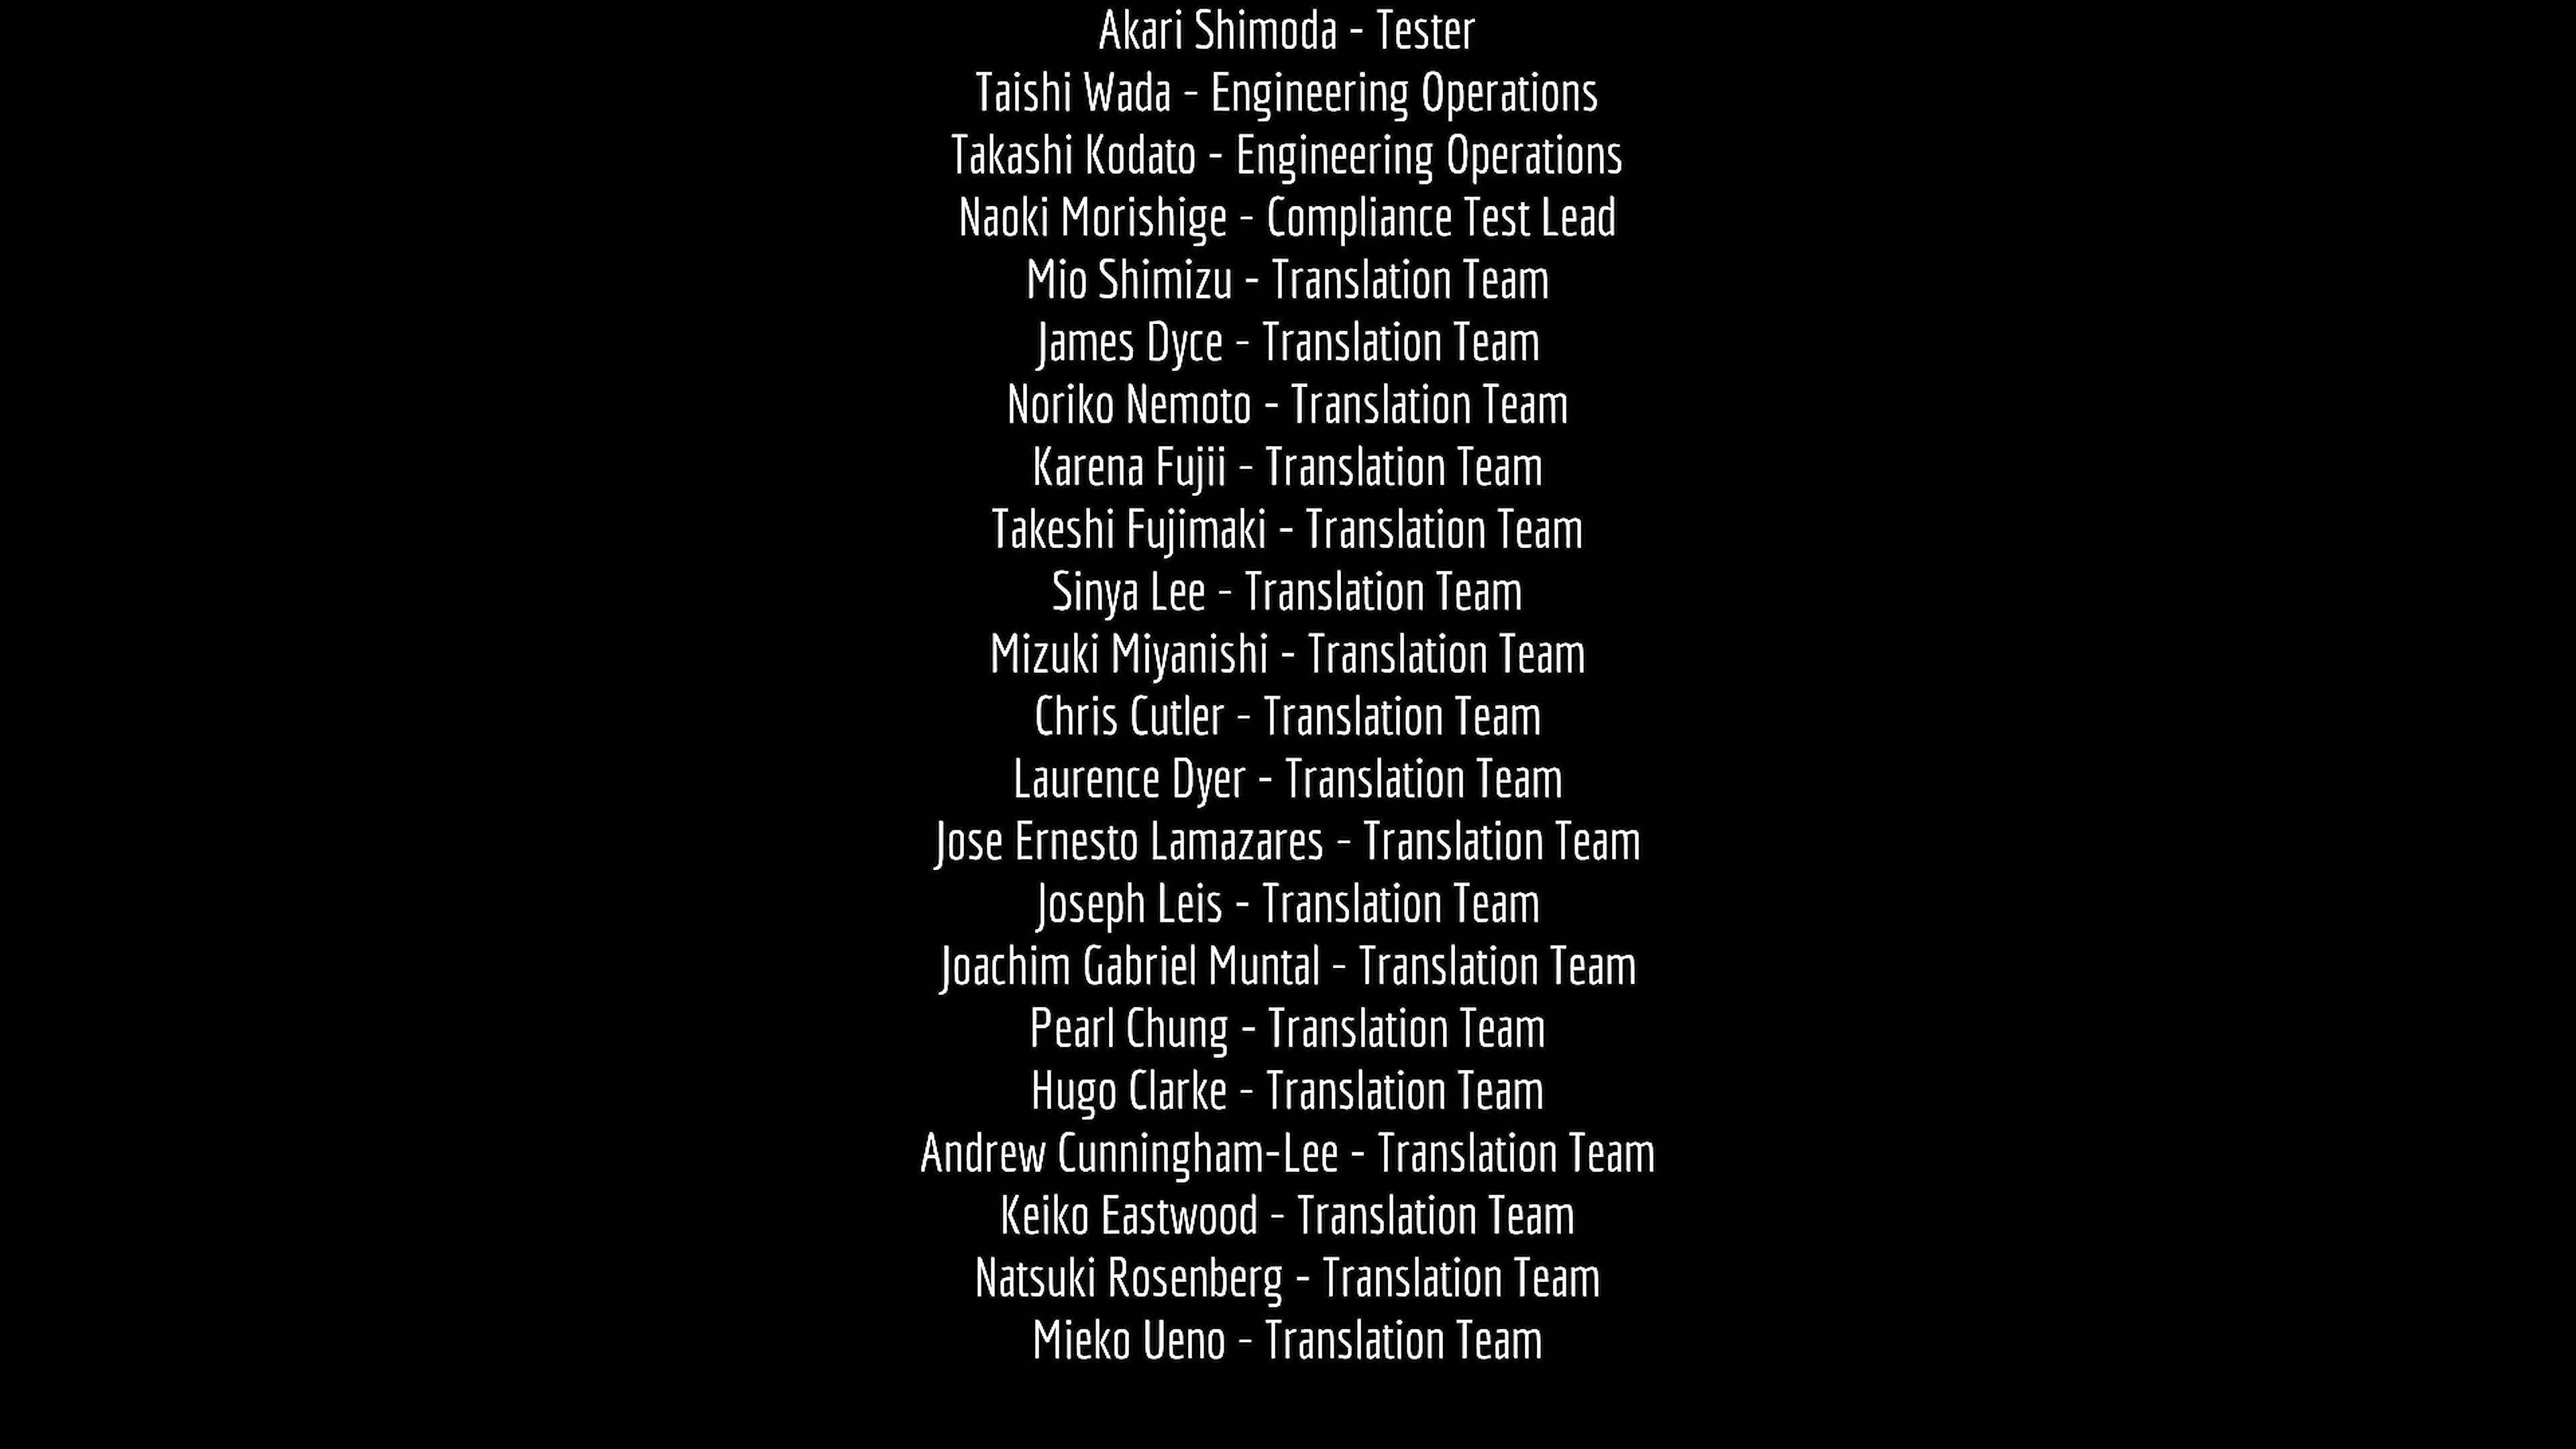 Akari Shimoda - Tester
Taishi Wada - Engineering Operations
Takashi Kodato - Engineering Operations
Naoki Morishige - Compliance Test Lead
Mio Shimizu - Translation Team
James Dyce - Translation Team
Noriko Nemoto - Translation Team
Karena Fujii - Translation Team
Takeshi Fujimaki - Translation Team
Sinya Lee - Translation Team
Mizuki Miyanishi - Translation Team
Chris Cutler - Translation Team
Laurence Dyer - Translation Team
Jose Ernesto Lamazares - Translation Team
Joseph Leis - Translation Team
Joachim Gabriel Muntal - Translation Team
Pearl Chung - Translation Team
Hugo Clarke - Translation Team
Andrew Cunningham-Lee - Translation Team
Keiko Eastwood - Translation Team
Natsuki Rosenberg - Translation Team
Mieko Ueno - Translation Team